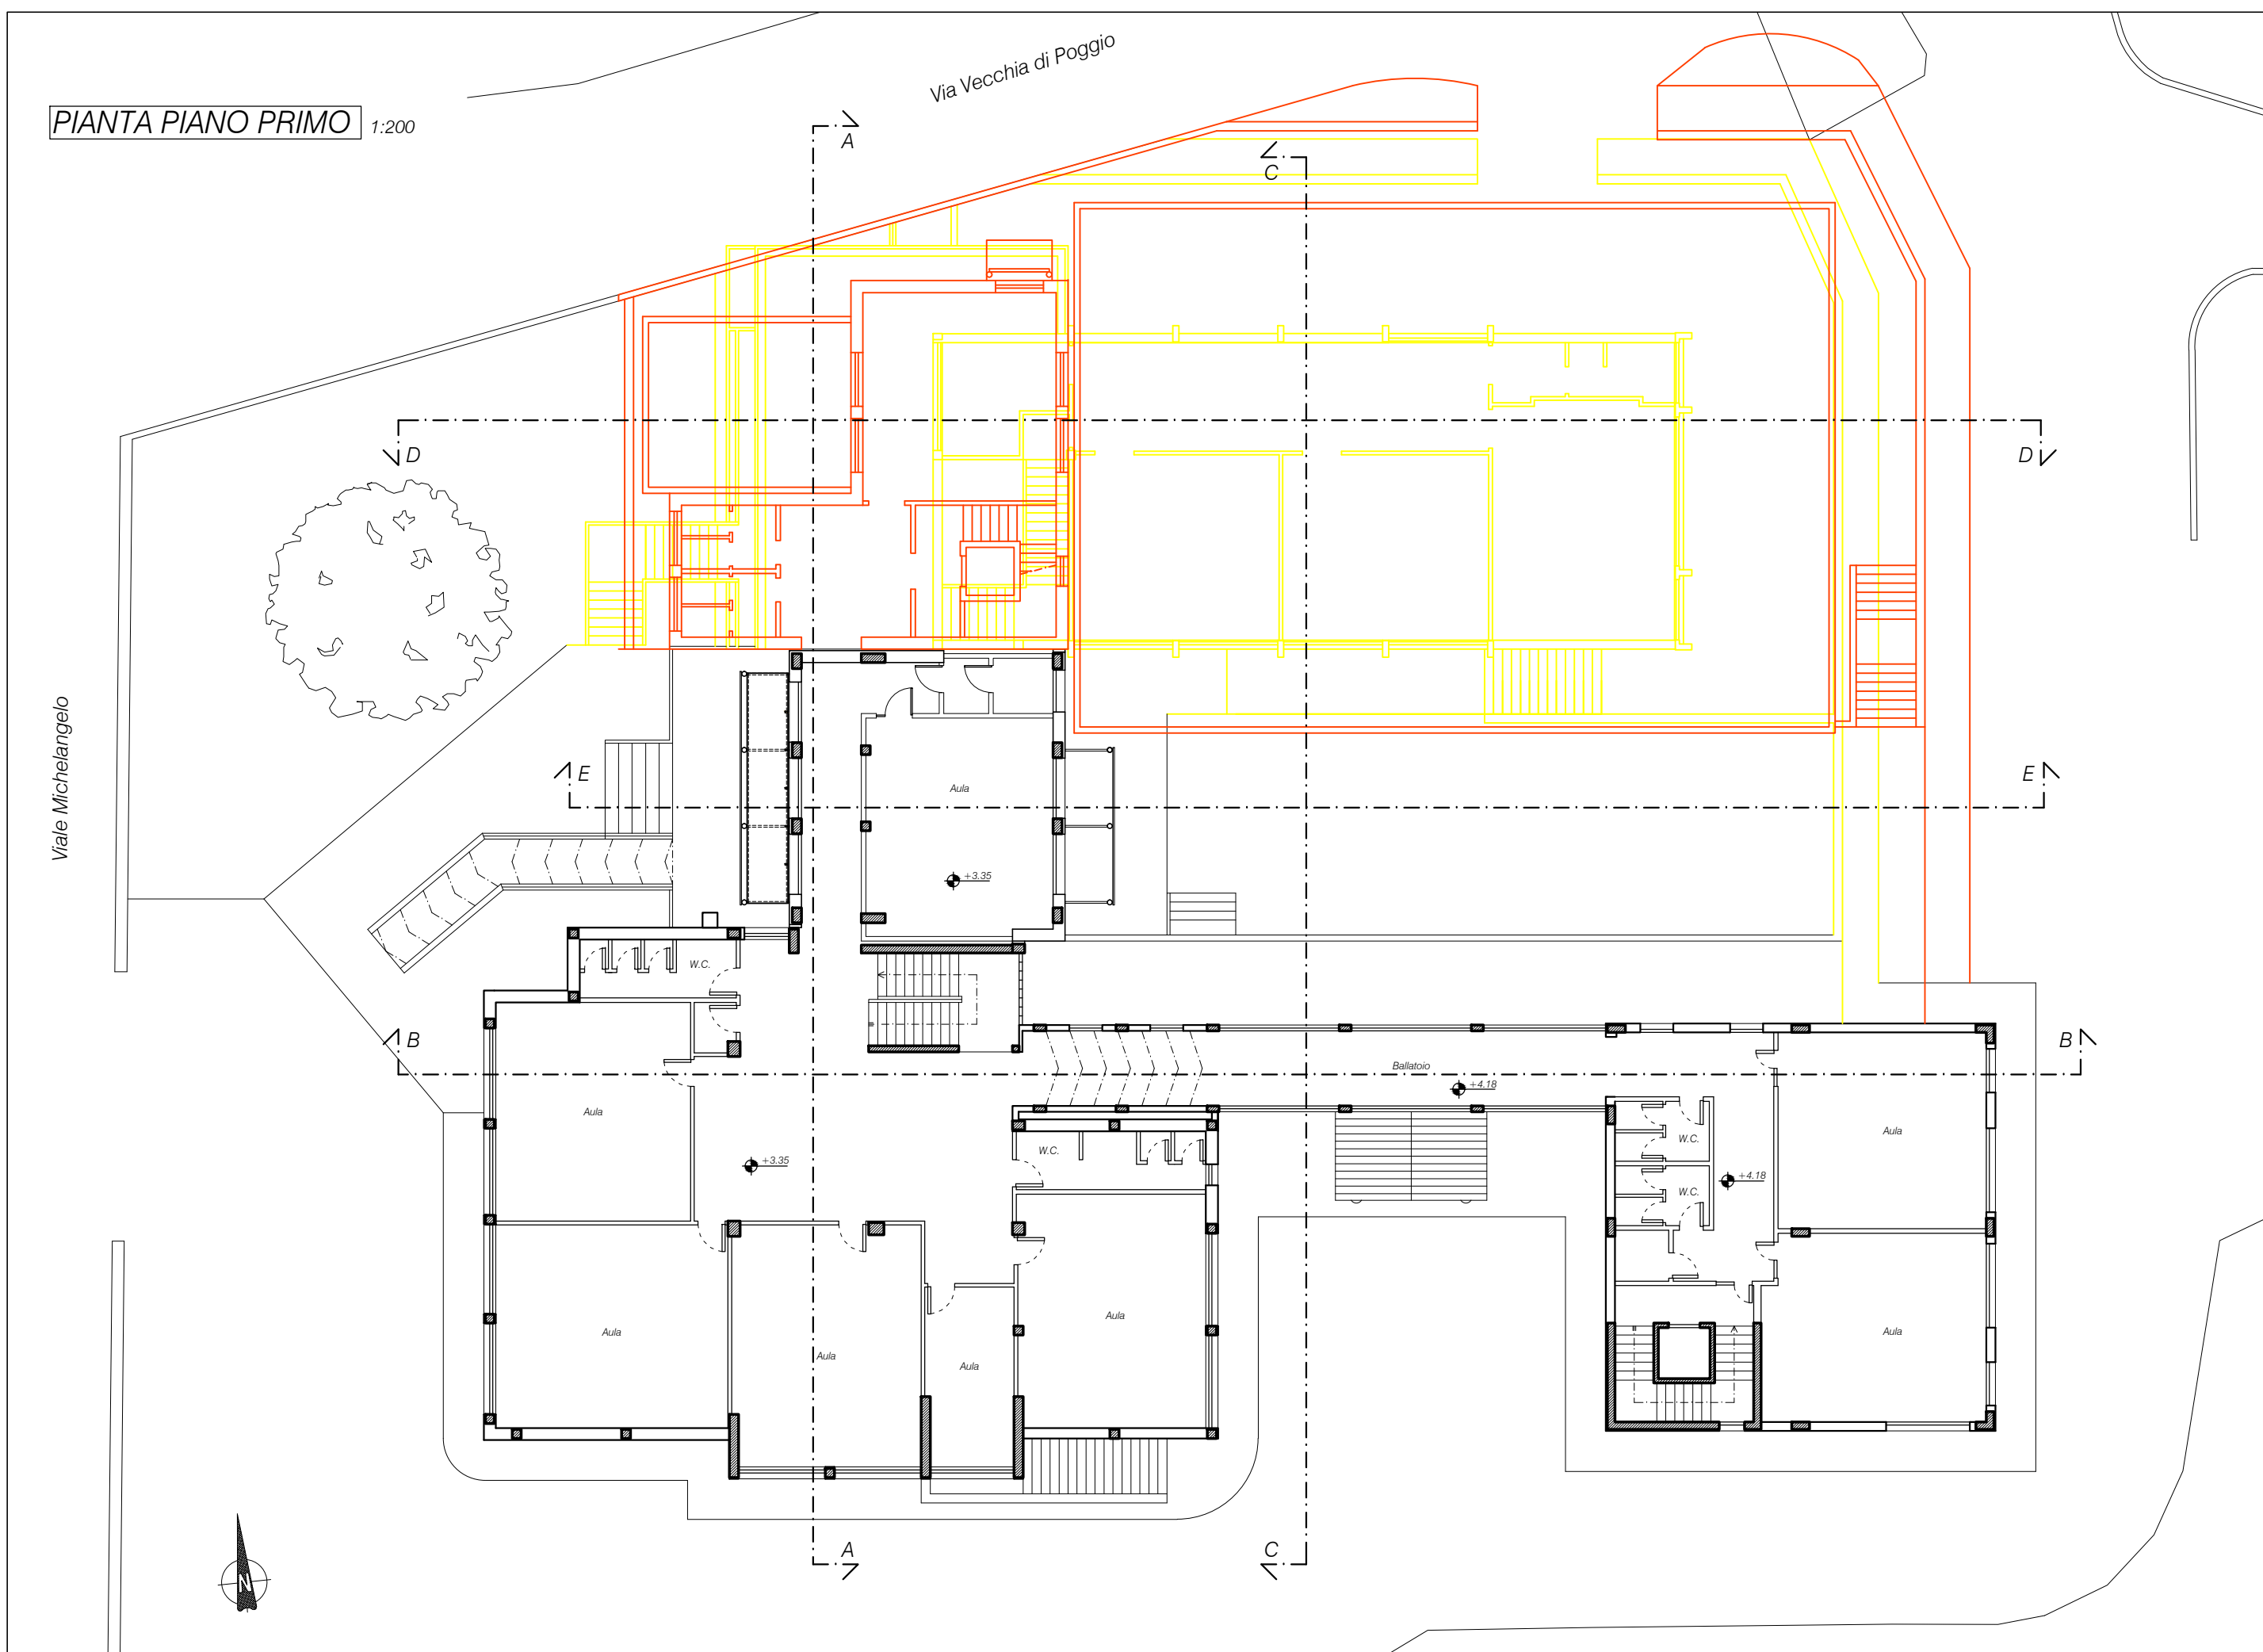 Via Vecchia di Poggio
PIANTA PIANO PRIMO 1:200
A
C
D
D
Viale Michelangelo
E
E
Aula
+3.35
W.C.
B
B
Ballatoio
+4.18
Aula
Aula
W.C.
W.C.
+3.35
+4.18
W.C.
Aula
Aula
Aula
Aula
Aula
A
C
N